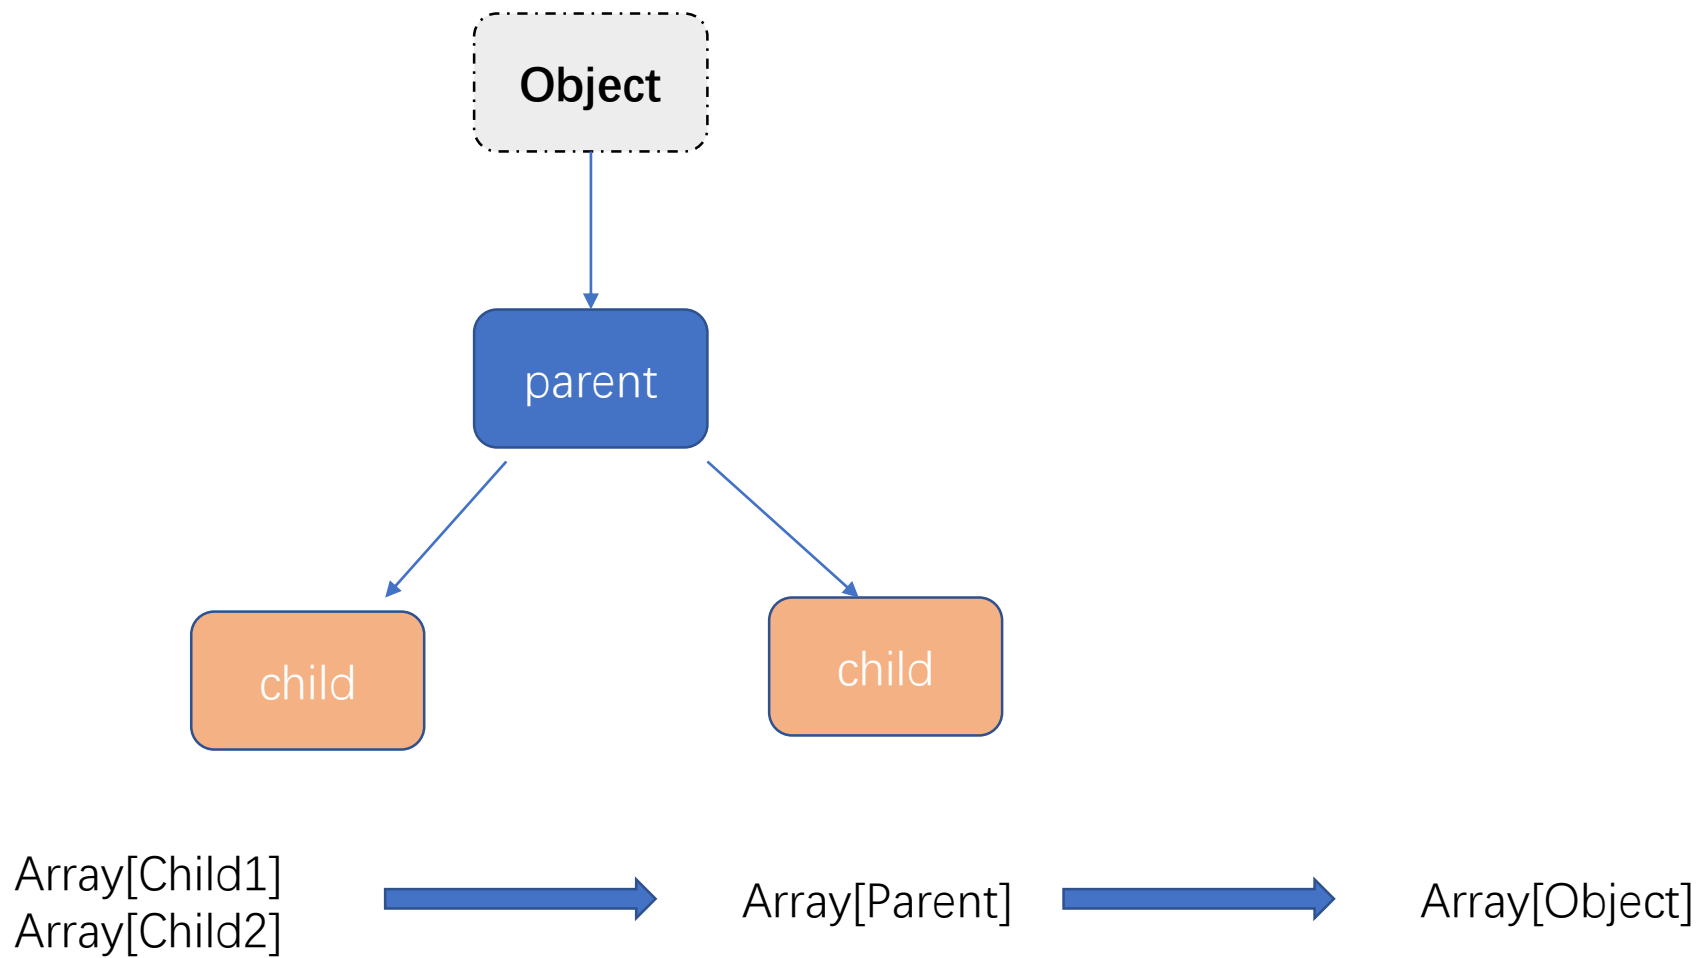 Object
parent
child
child
Array[Child1]
Array[Child2]
Array[Parent]
Array[Object]